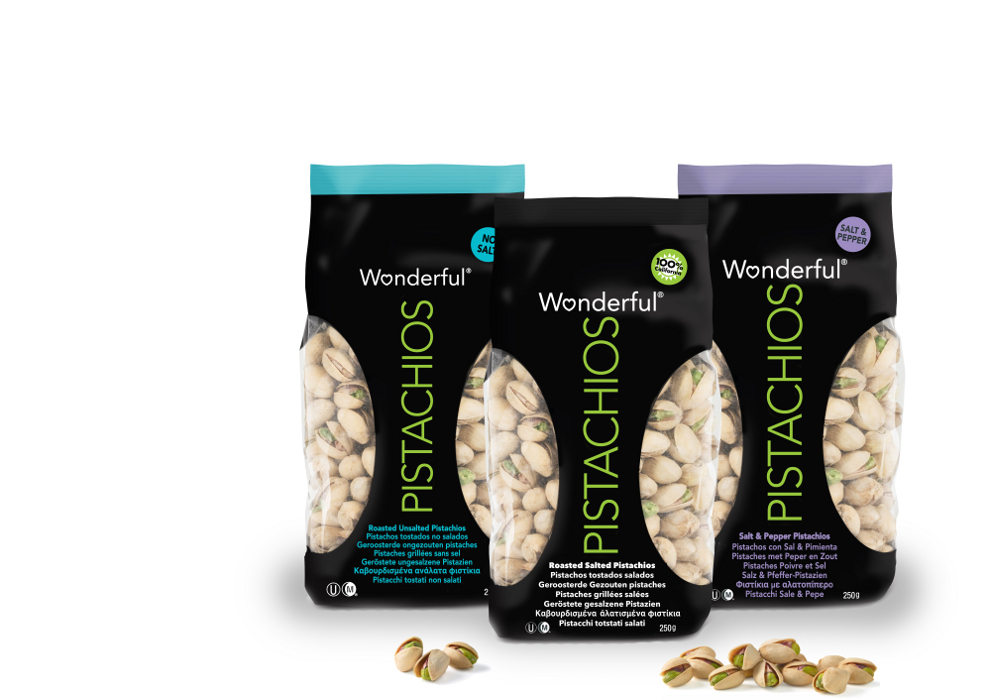 NO
SALT
Wonderful®
PISTACHIOS
Roasted Unsalted Pistachios
Pistachos tostados no salados
Geroosterde ongezouten pistaches
Pistaches grillées sans sel
Geröstete ungesalzene Pistazien
Καβουρδισμένα ανάλατα φιστίκια
Pistacchi tostati non salati
U M
2
100%
California
Wonderful®
PISTACHIOS
Roasted Salted Pistachios
Pistachos tostados salados
Geroosterde Gezouten pistaches
Pistaches grillées salées
Geröstete gesalzene Pistazien
Καβουρδισμένα άλατισμένα φιστίκια
Pistacchi totstati salati
U M
250g
SALT &
PEPPER
Wonderful®
PISTACHIOS
Salt & Pepper Pistachios
Pistachos con Sal & Pimienta
Pistaches met Peper en Zout
Pistaches Poivre et Sel
Salz & Pfeffer-Pistazien
Φιστίκια με αλατοπίπερο
Pistacchi Sale & Pepe
U M
250g